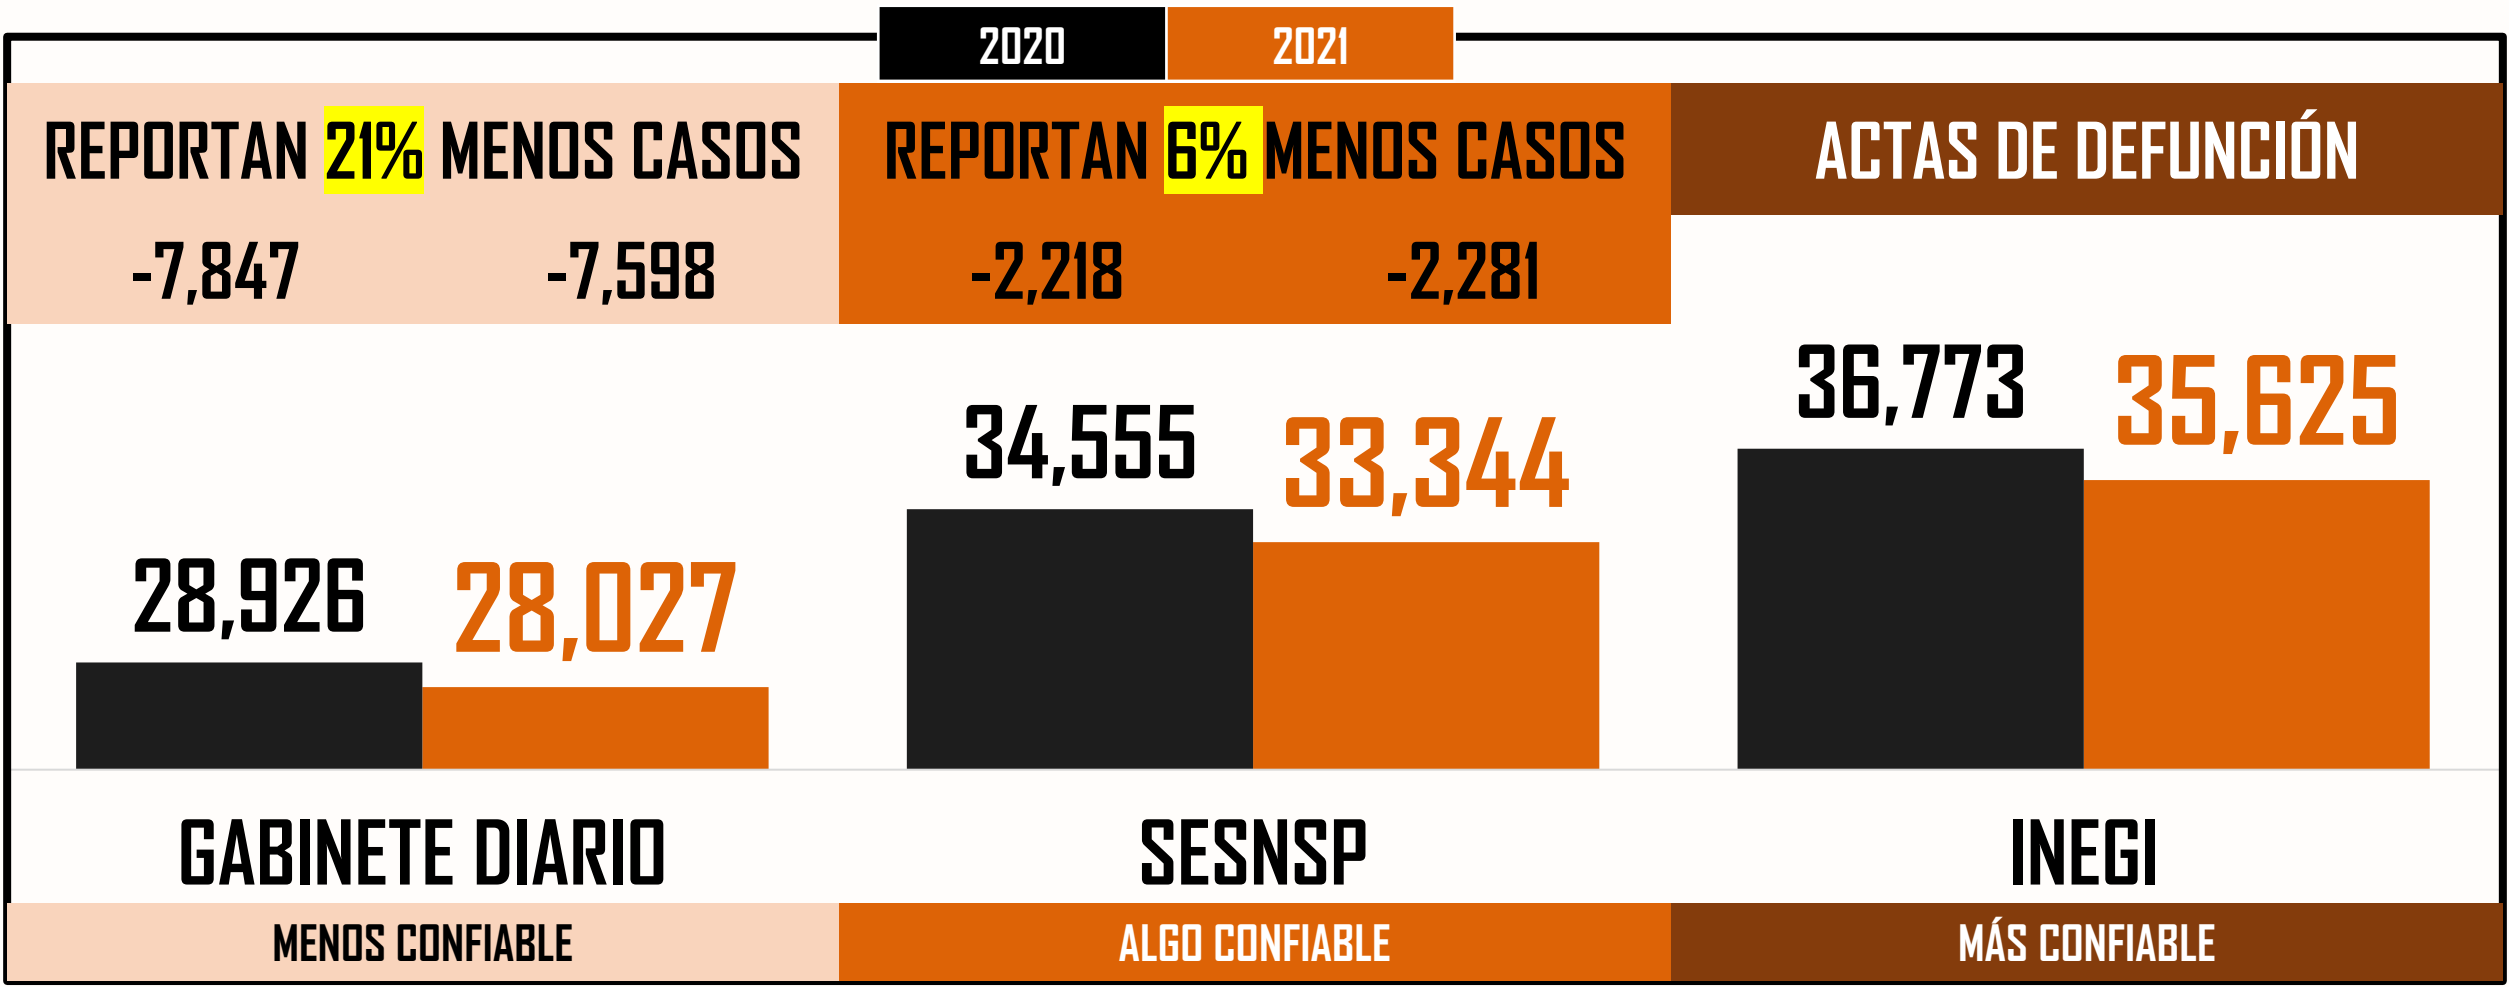 2020 2021
REPORTAN 21% MENOS CASOS
-7,847 -7,598
REPORTAN 6% MENOS CASOS
-2,218 -2,281
ACTAS DE DEFUNCIÓN
28,926 28,027
34,555 33,344
36,773 35,625
GABINETE DIARIO
SESNSP
INEGI
MENOS CONFIABLE
ALGO CONFIABLE
MÁS CONFIABLE